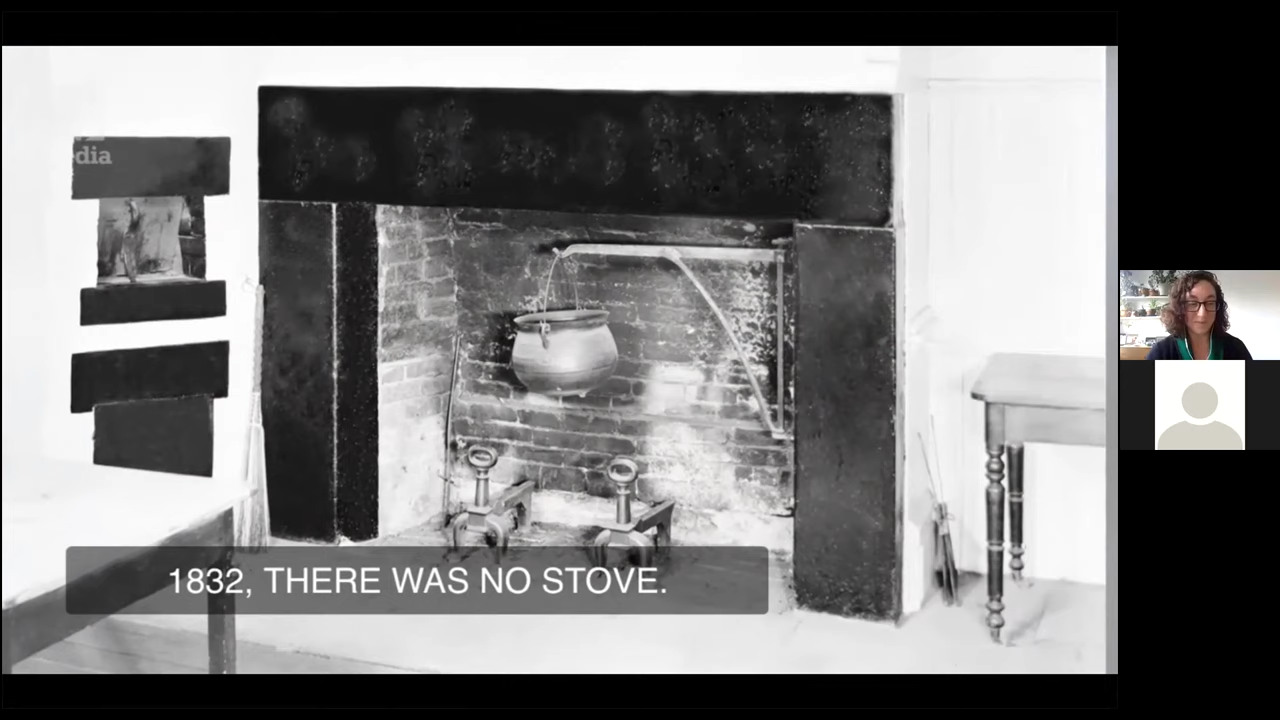 dia
1832, THERE WAS NO STOVE.